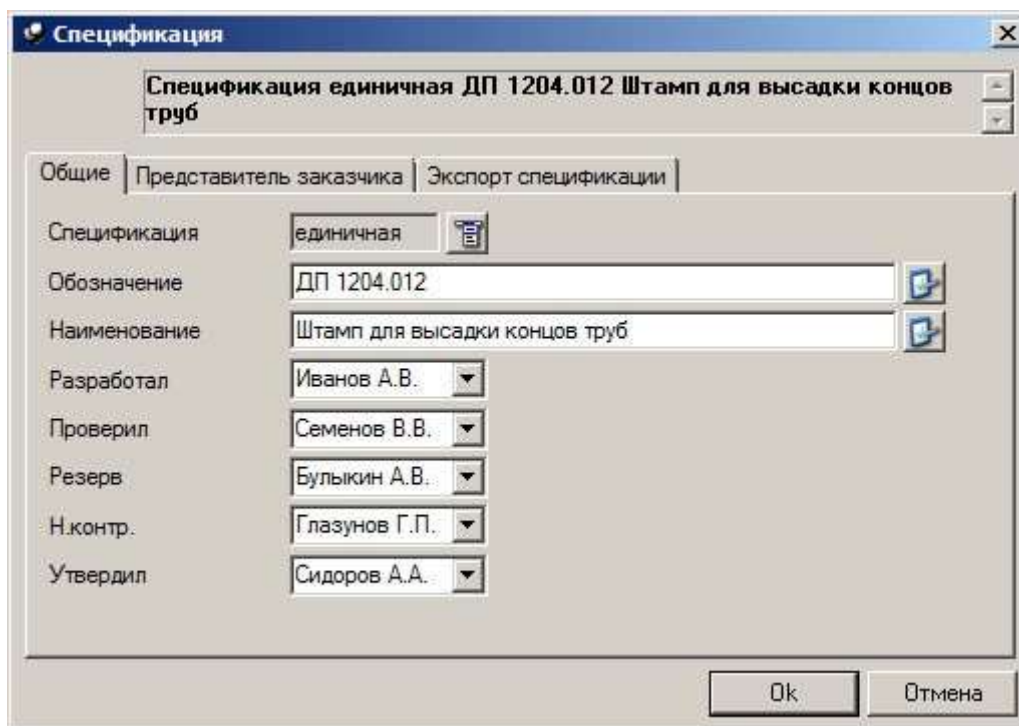 Спецификация
Спецификация единичная ДП 1204.012 Штамп для высадки концов
труб
Общие Представитель заказчика Экспорт спецификации
Спецификация единичная
Обозначение ДП 1204.012
Наименование Штамп для высадки концов труб
Разработал Иванов А.В.
Проверил Семенов В.В.
Резерв Булыкин А.В.
Н.контр. Глазунов Г.П.
Утвердил Сидоров А.А.
Ok Отмена